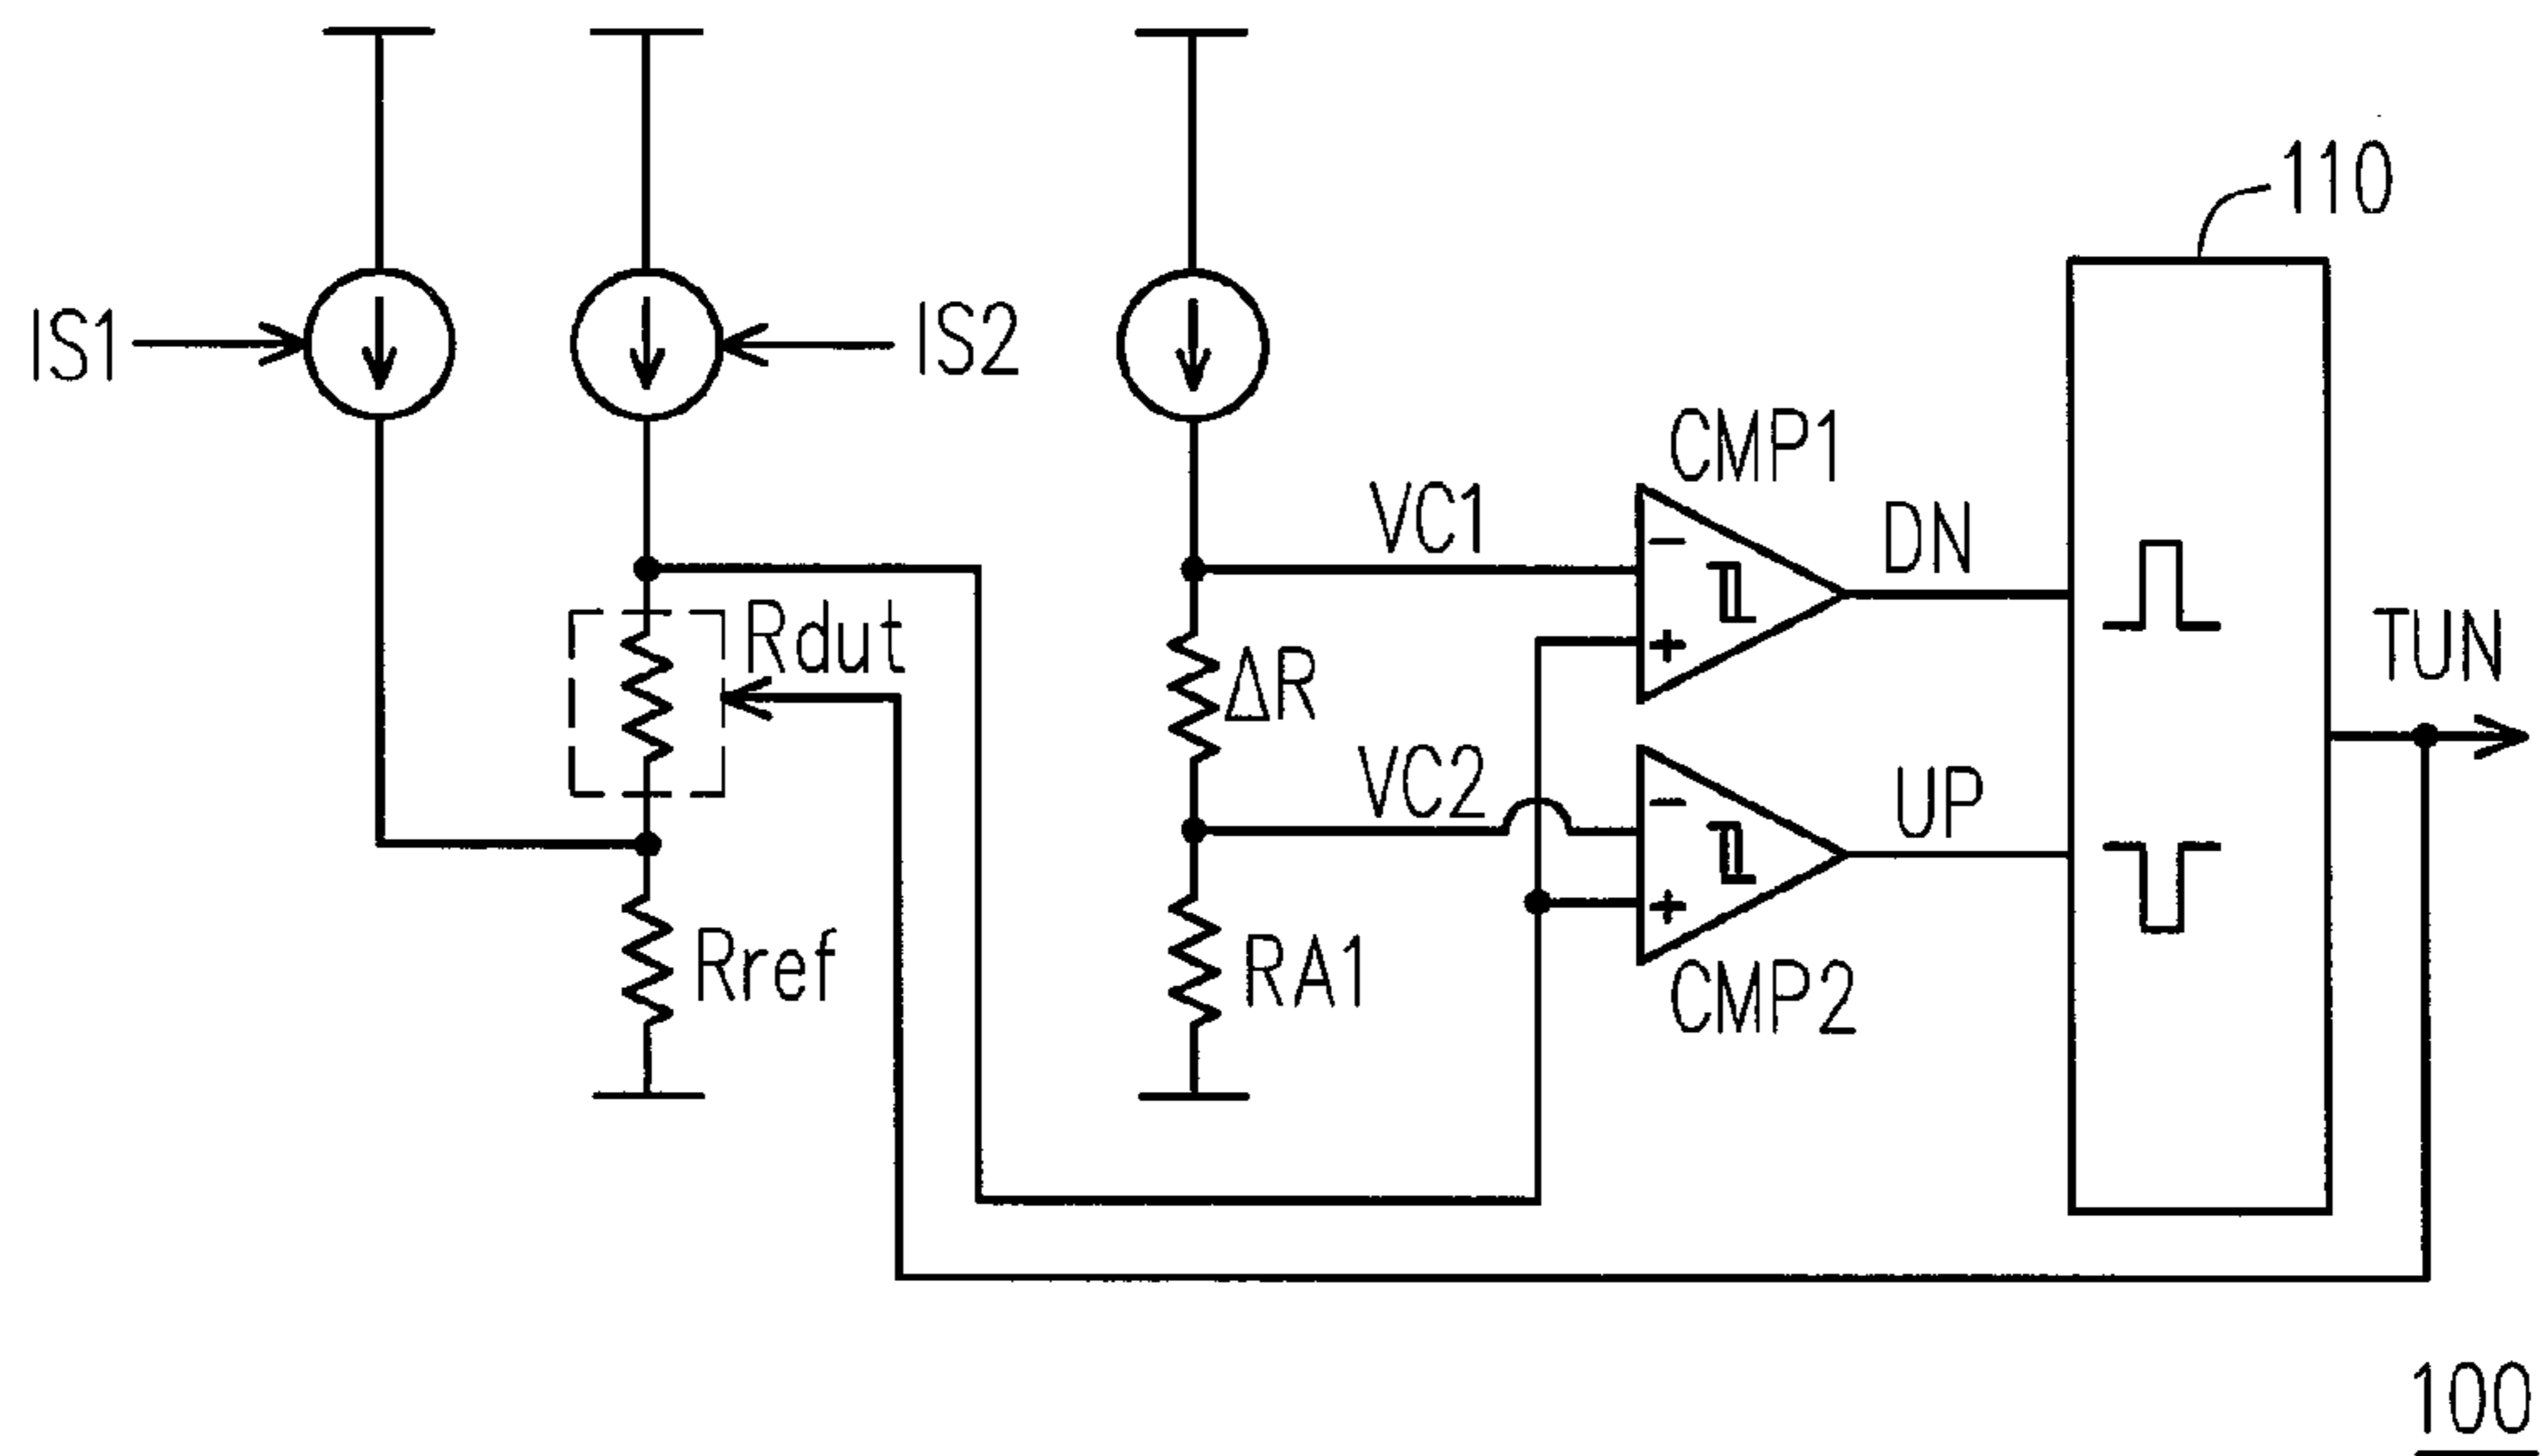 110
IS1
IS2
CMP1
VC1
DN
Rdut
TUN
ΔR
VC2
UP
Rref
RA1
CMP2
100